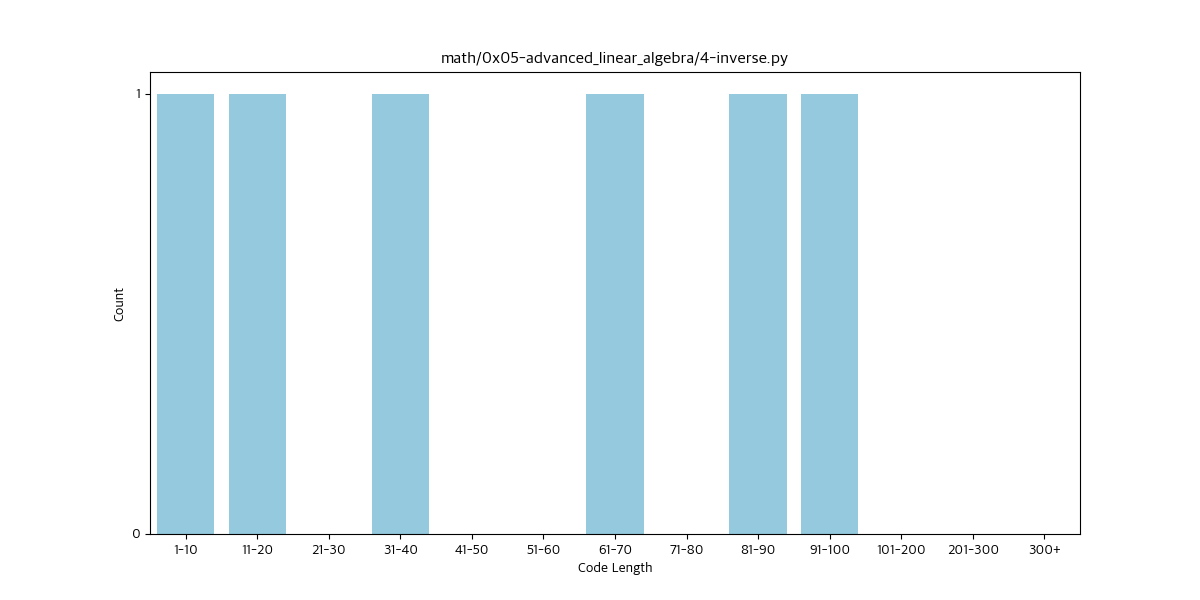 math/0x05-advanced_linear_algebra/4-inverse.py
1
Count
0
1-10 11-20 21-30 31-40 41-50 51-60 61-70 71-80 81-90 91-100 101-200 201-300 300+
Code Length